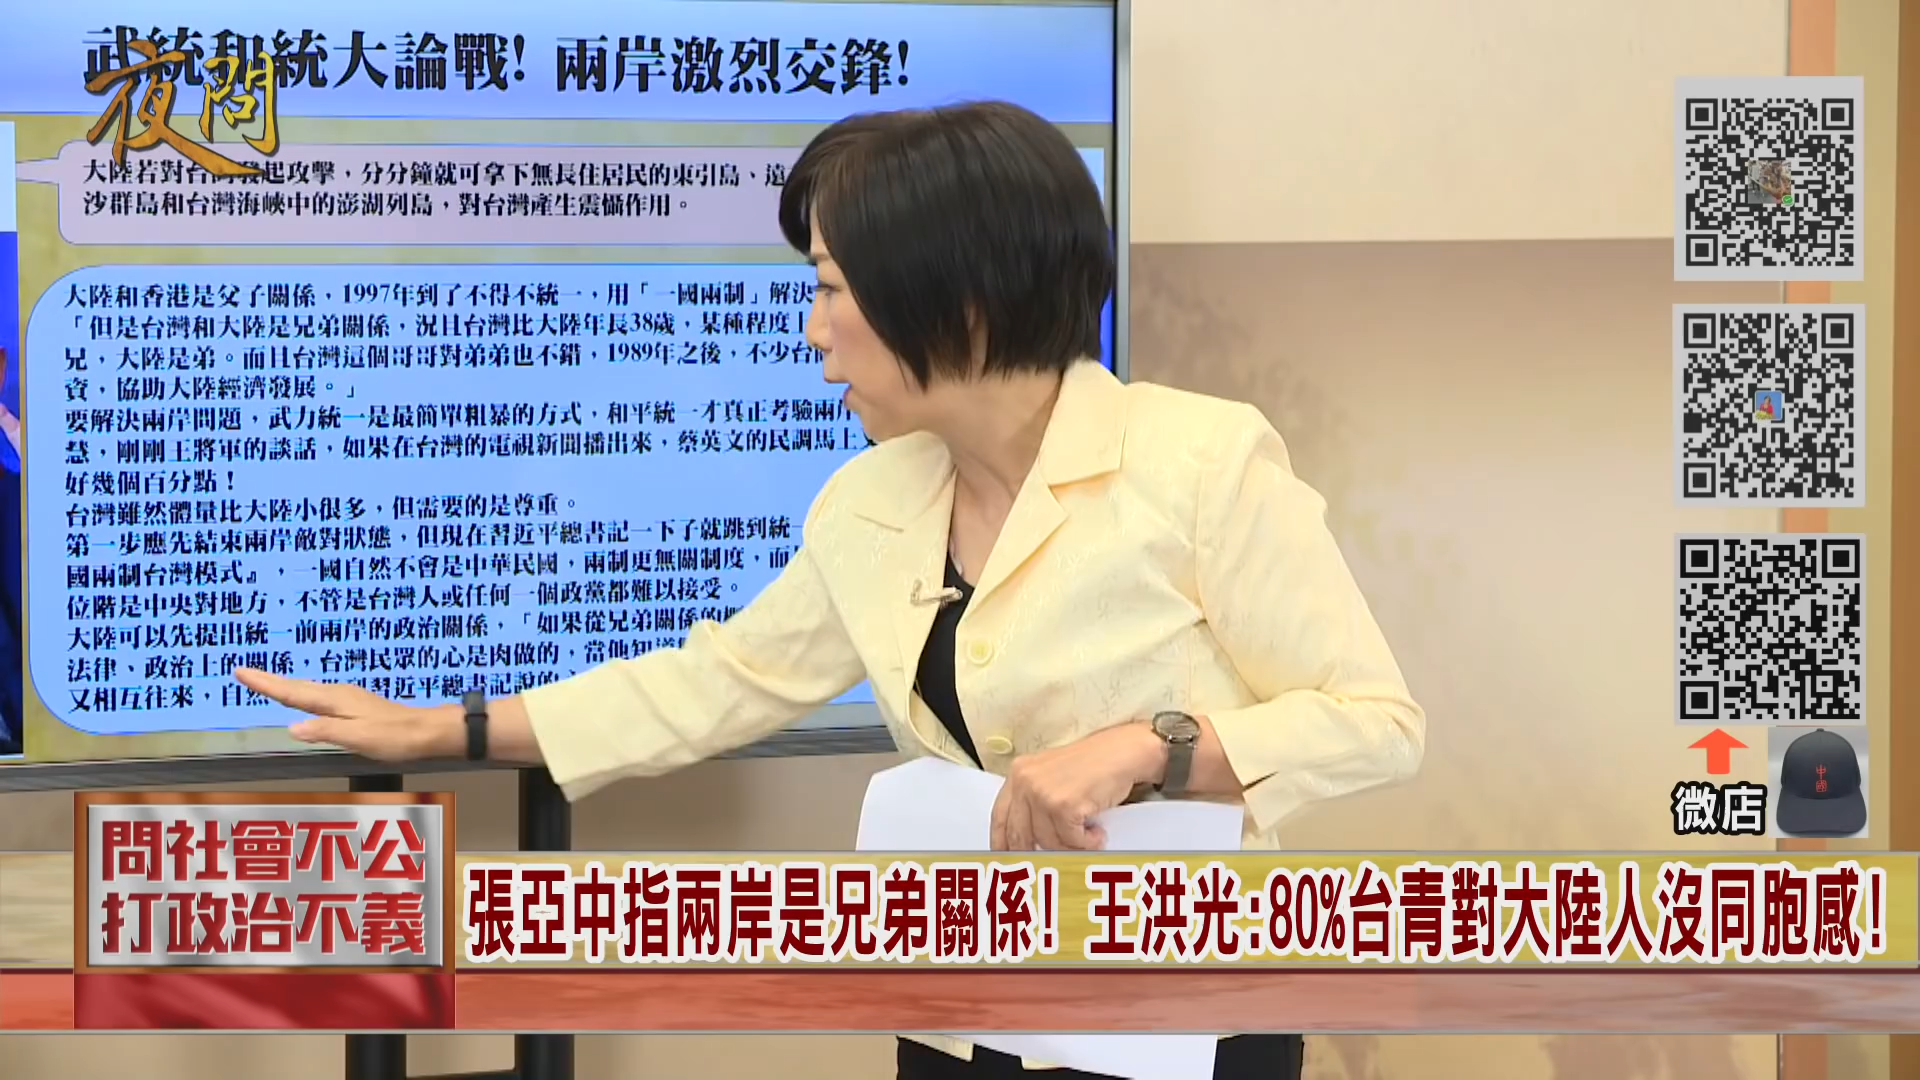 武統和統大論戰! 兩岸激烈交鋒!
夜問
大陸若對台灣發起攻擊，分分鐘就可拿下無長住居民的東引島、遠
沙群島和台灣海峽中的澎湖列島，對台灣產生震懾作用。
大陸和香港是父子關係，1997年到了不得不統一，用「一國兩制」解決
「但是台灣和大陸是兄弟關係，況且台灣比大陸年長38歲，某種程度上
兄，大陸是弟。而且台灣這個哥哥對弟弟也不錯，1989年之後，不少台商
資，協助大陸經濟發展。」
要解決兩岸問題，武力統一是最簡單粗暴的方式，和平統一才真正考驗兩岸
慧，剛剛王將軍的談話，如果在台灣的電視新聞播出來，蔡英文的民調馬上又
好幾個百分點！
台灣雖然體量比大陸小很多，但需要的是尊重。
第一步應先結束兩岸敵對狀態，但現在習近平總書記一下子就跳到統一
國兩制台灣模式』，一國自然不會是中華民國，兩制更無關制度，而是
位階是中央對地方，不管是台灣人或任何一個政黨都難以接受。
大陸可以先提出統一前兩岸的政治關係，「如果從兄弟關係的概
法律、政治上的關係，台灣民眾的心是肉做的，當他知道
又相互往來，自然 到習近平總書記說的
中國
微店
問社會不公
打政治不義
張亞中指兩岸是兄弟關係! 王洪光:80%台青對大陸人沒同胞感!